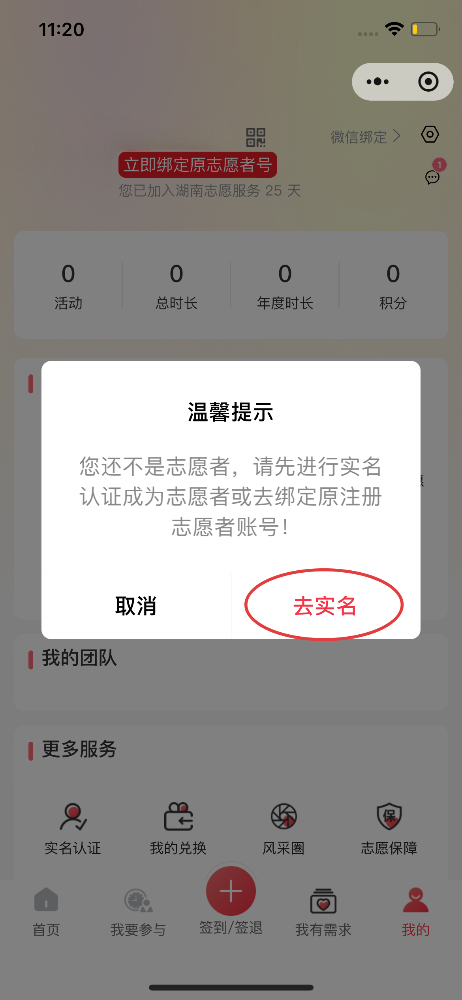 11:20
微信绑定
立即绑定原志愿者号
1
您已加入湖南志愿服务 25 天
0
0
0
0
活动
总时长
年度时长
积分
温馨提示
您还不是志愿者，请先进行实名
认证成为志愿者或去绑定原注册
志愿者账号！
取消
去实名
我的团队
更多服务
保
实名认证
我的兑换
风采圈
志愿保障
首页
我要参与
签到/签退
我有需求
我的